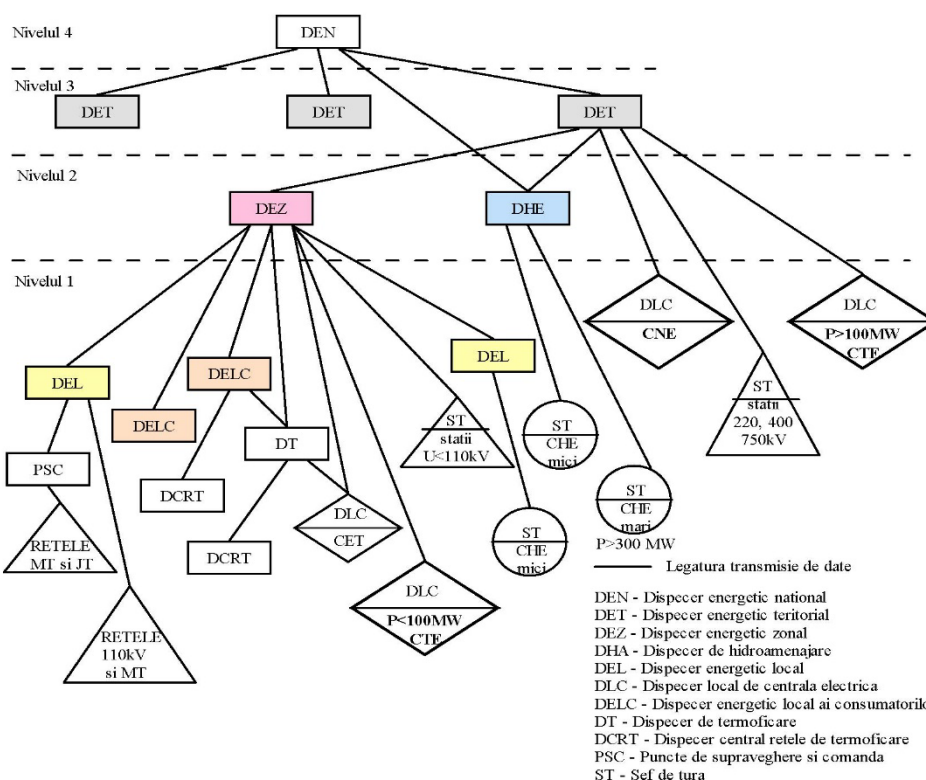 Nivelul 4
DEN
Nivelul 3
DET
DET
DET
Nivelul 2
DEZ
DHE
Nivelul 1
DLC
CNE
DLC
P>100MW
CTE
DEL
DELC
DEL
DELC
ST
statii
U<110kV
ST
CHE
mici
ST
statii
220, 400
750kV
PSC
DCRT
DT
RETELE
MT si JT
DCRT
DLC
CET
ST
CHE
mici
ST
CHE
mari
P>300 MW
RETELE
110kV
si MT
DLC
P<100MW
CTE
Legatura transmisie de date
DEN - Dispecer energetic national
DET - Dispecer energetic teritorial
DEZ - Dispecer energetic zonal
DHA - Dispecer de hidroamenajare
DEL - Dispecer energetic local
DLC - Dispecer local de centrala electrica
DELC - Dispecer energetic local ai consumatorilo
DT - Dispecer de termoficare
DCRT - Dispecer central retele de termoficare
PSC - Puncte de supraveghere si comanda
ST - Sef de tura